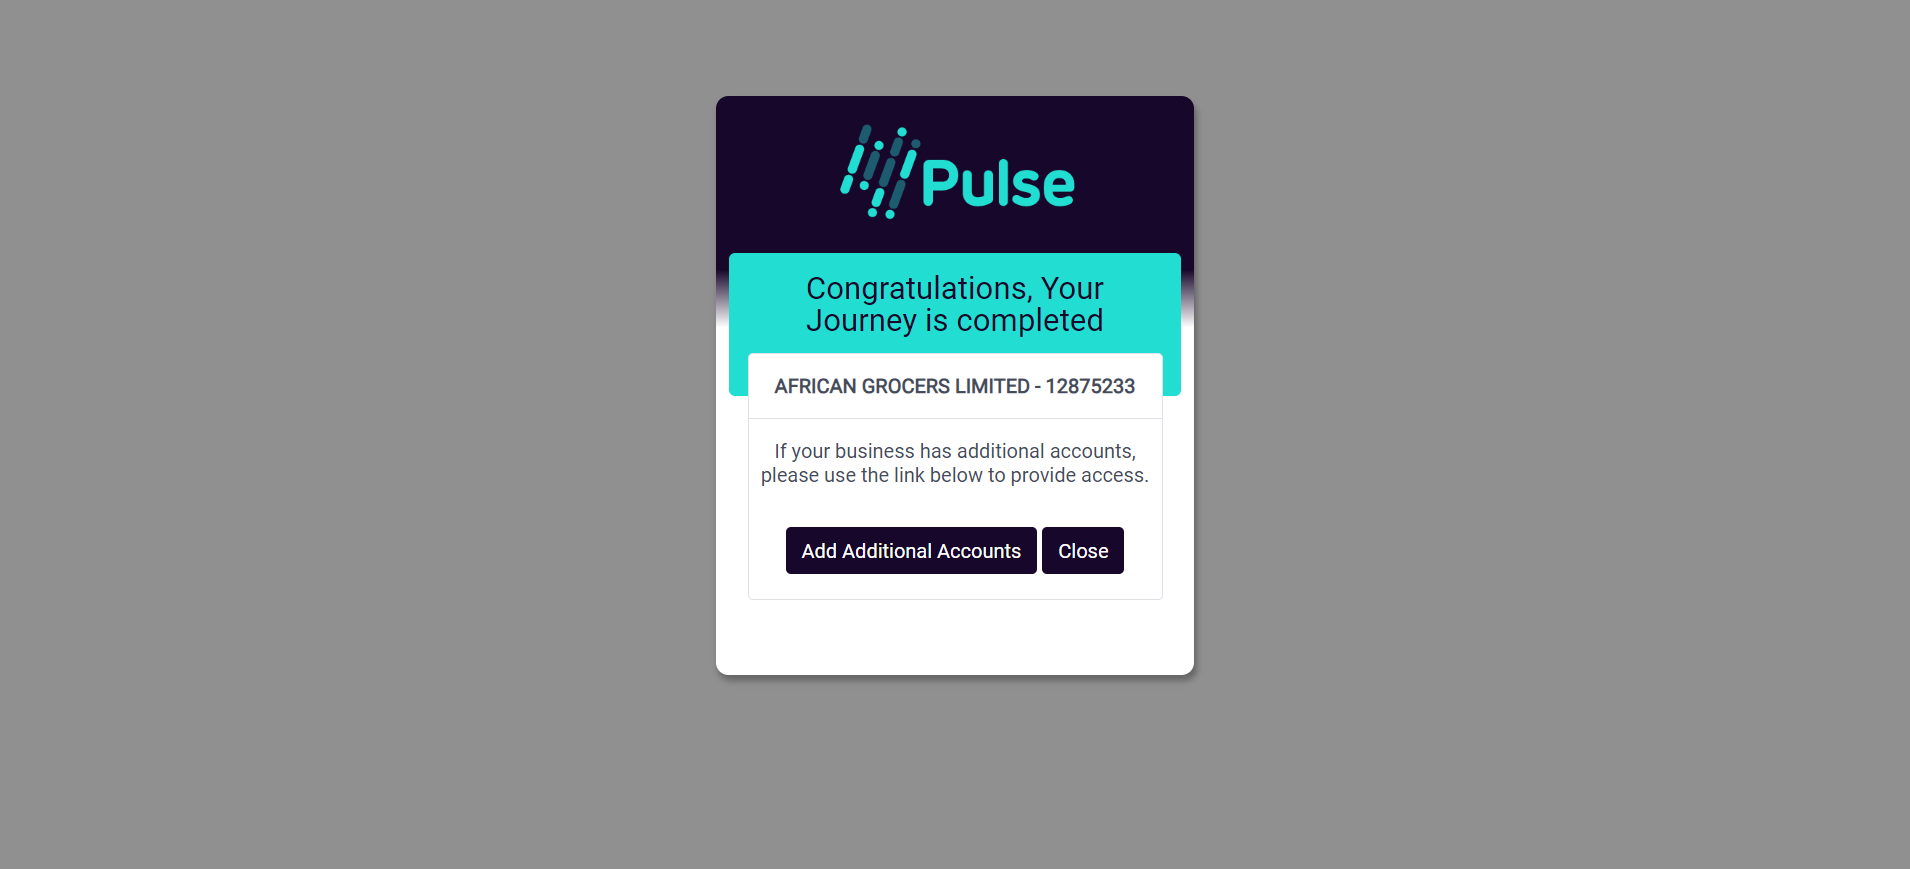 Pulse
Congratulations, Your
Journey is completed
AFRICAN GROCERS LIMITED - 12875233
If your business has additional accounts,
please use the link below to provide access.
Add Additional Accounts
Close